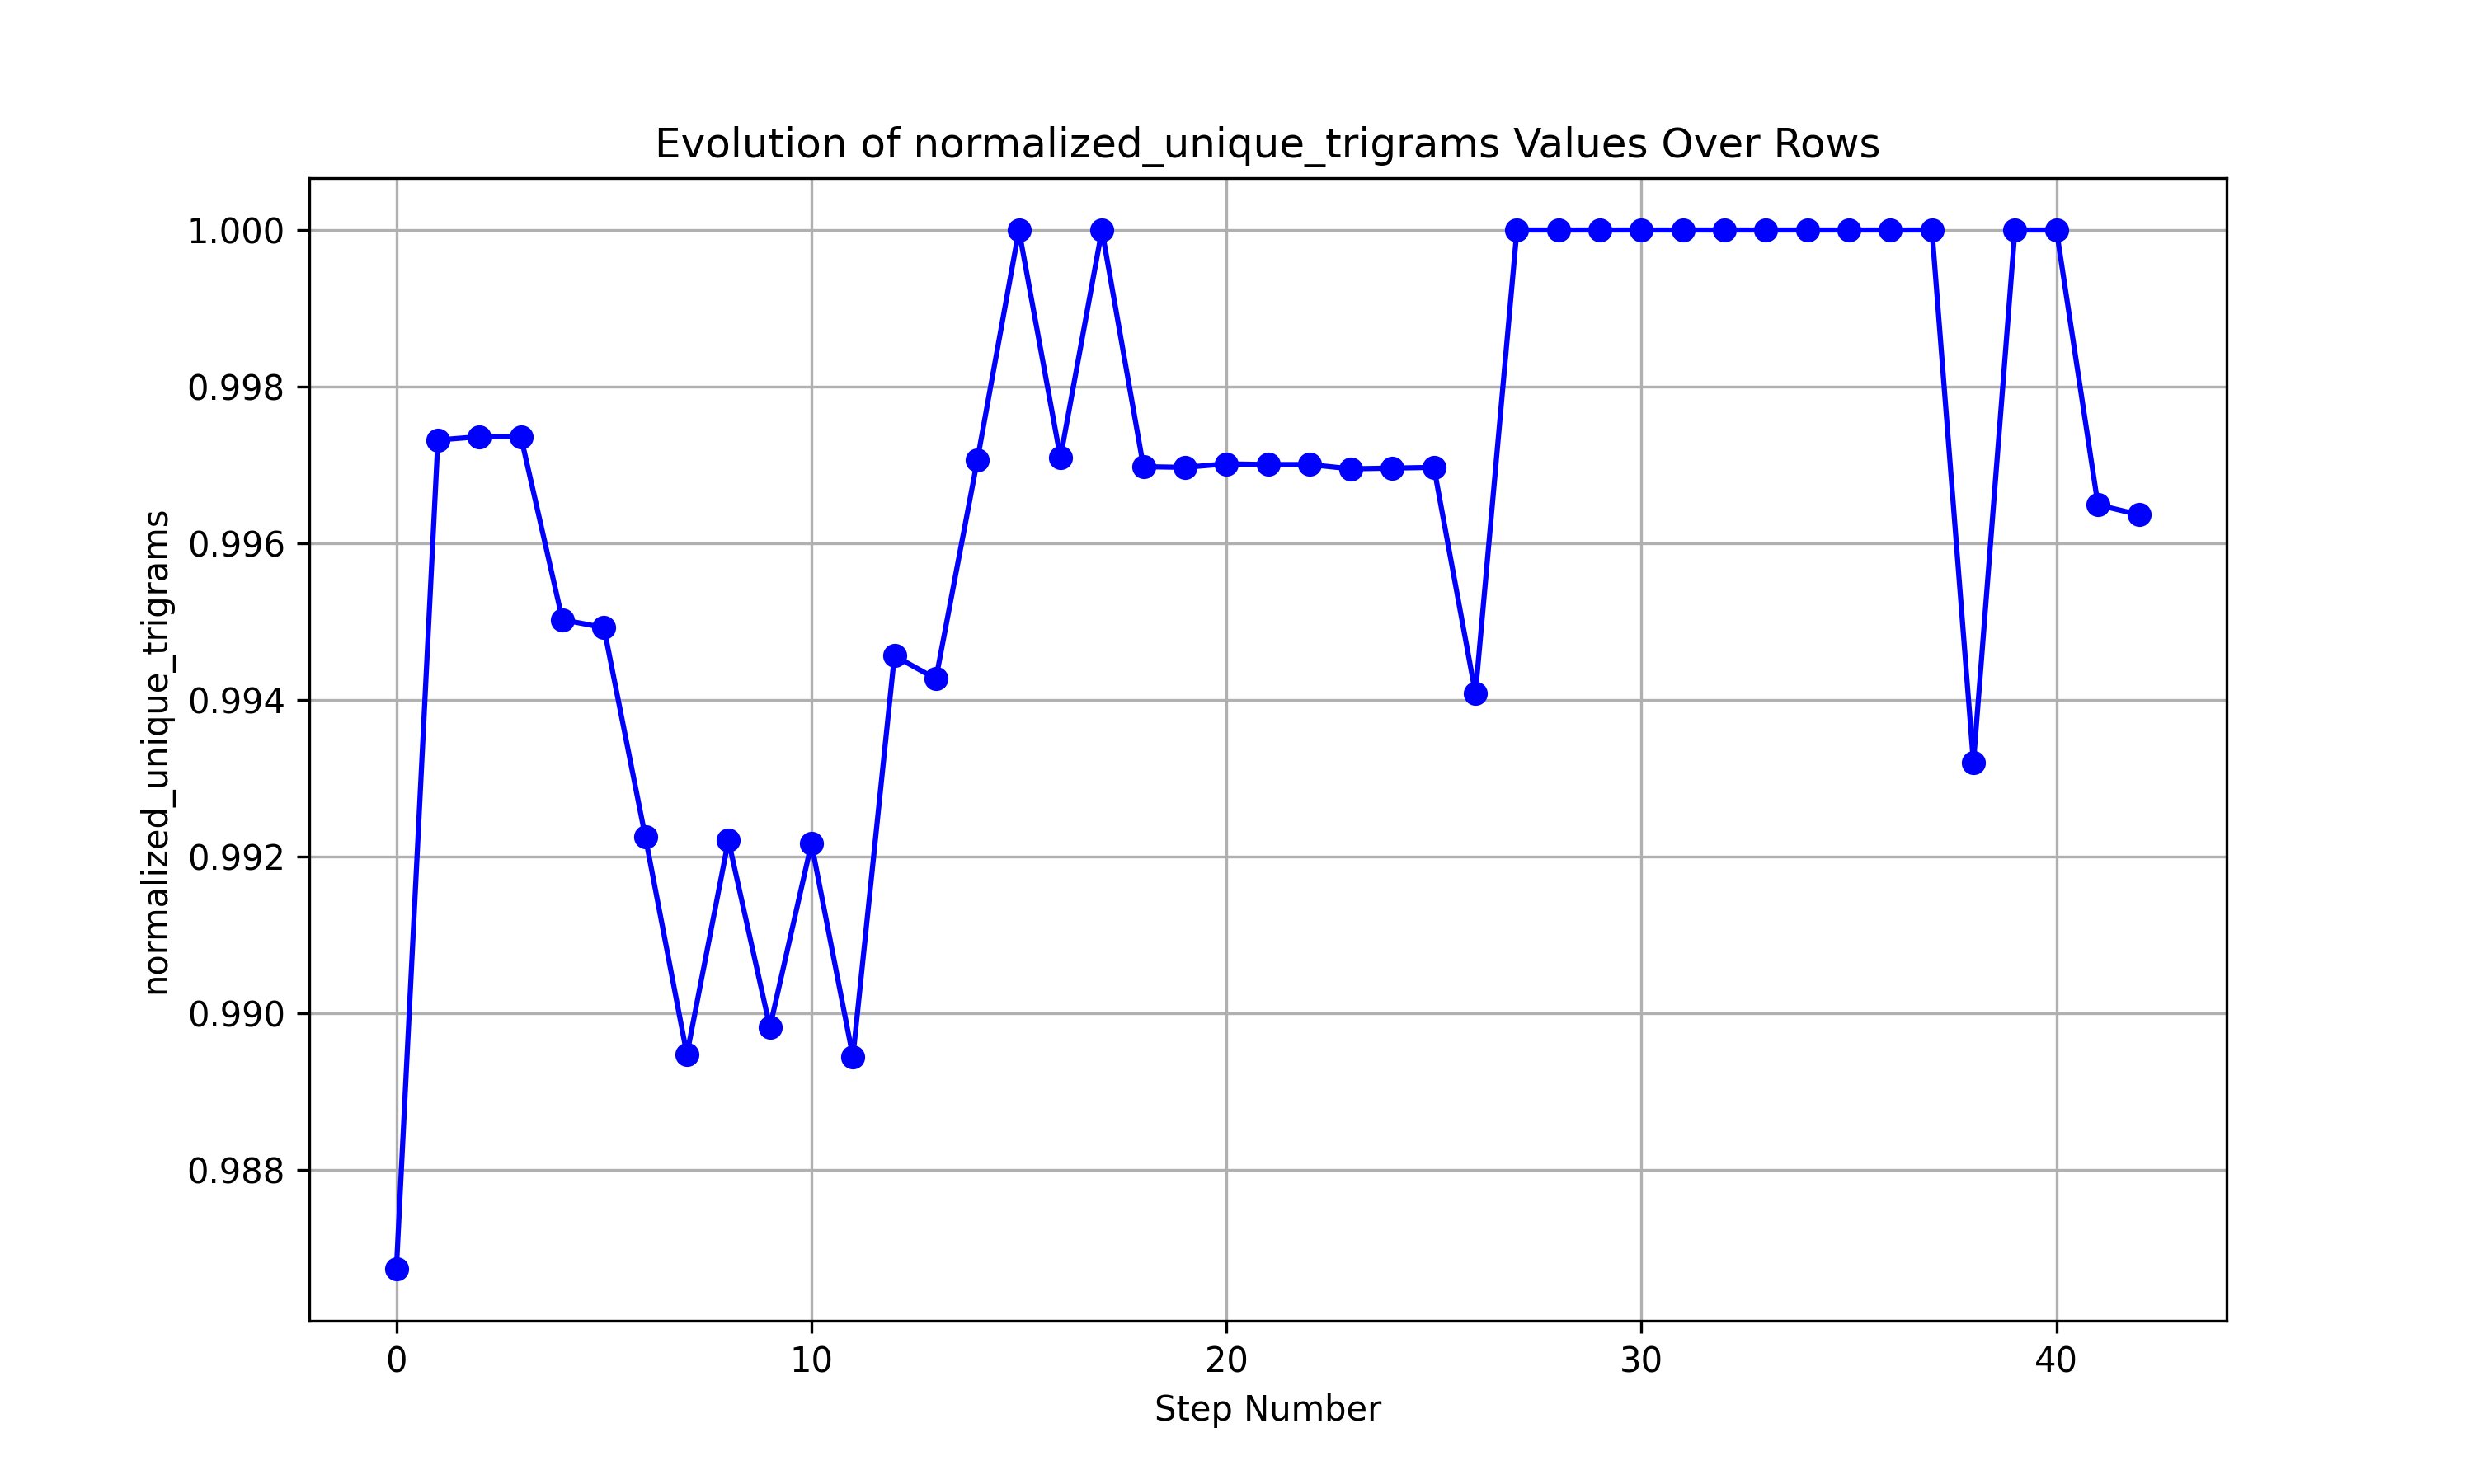 Evolution of normalized_unique_trigrams Values Over Rows
normalized_unique_trigrams
1.000
0.998
0.996
0.994
0.992
0.990
0.988
0 10 20 30 40
Step Number